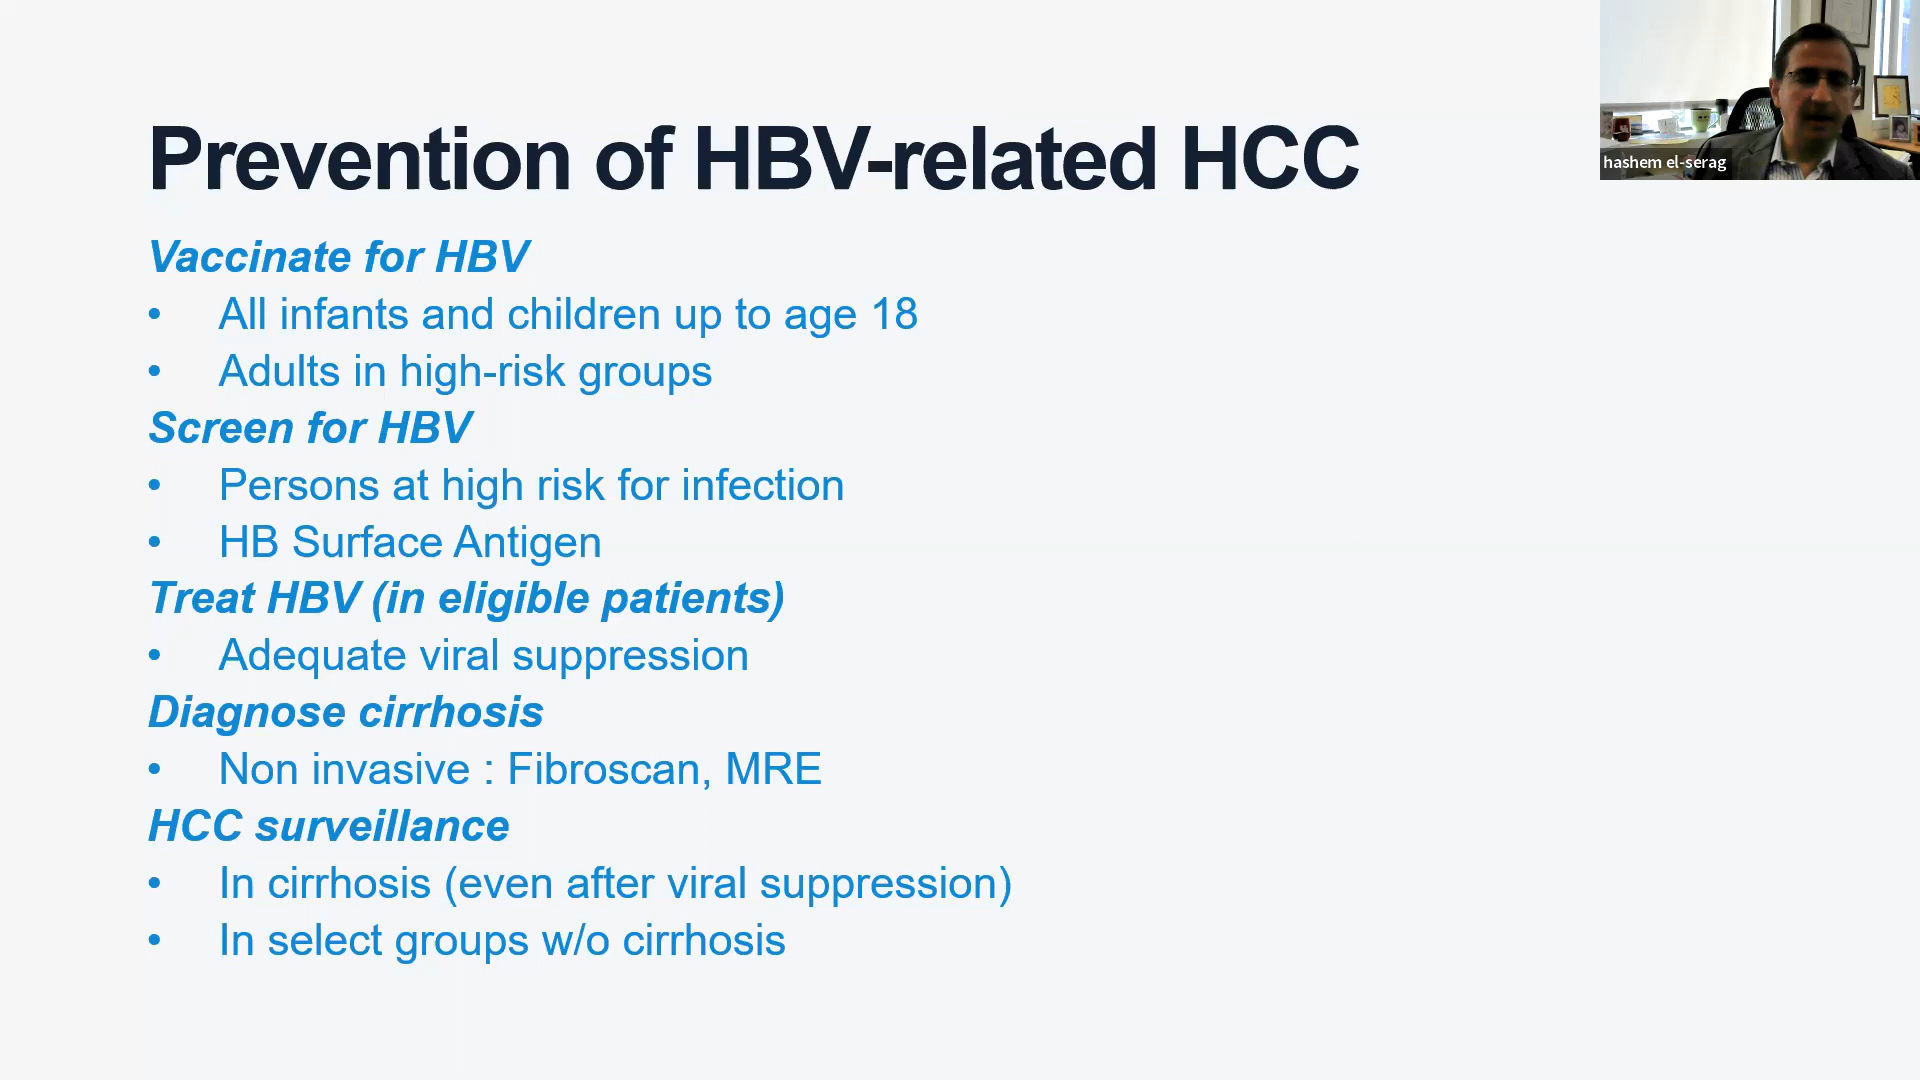 Prevention of HBV-related HCC
hashem el-serag
Vaccinate for HBV
• All infants and children up to age 18
• Adults in high-risk groups
Screen for HBV
• Persons at high risk for infection
• HB Surface Antigen
Treat HBV (in eligible patients)
• Adequate viral suppression
Diagnose cirrhosis
• Non invasive : Fibroscan, MRE
HCC surveillance
• In cirrhosis (even after viral suppression)
• In select groups w/o cirrhosis